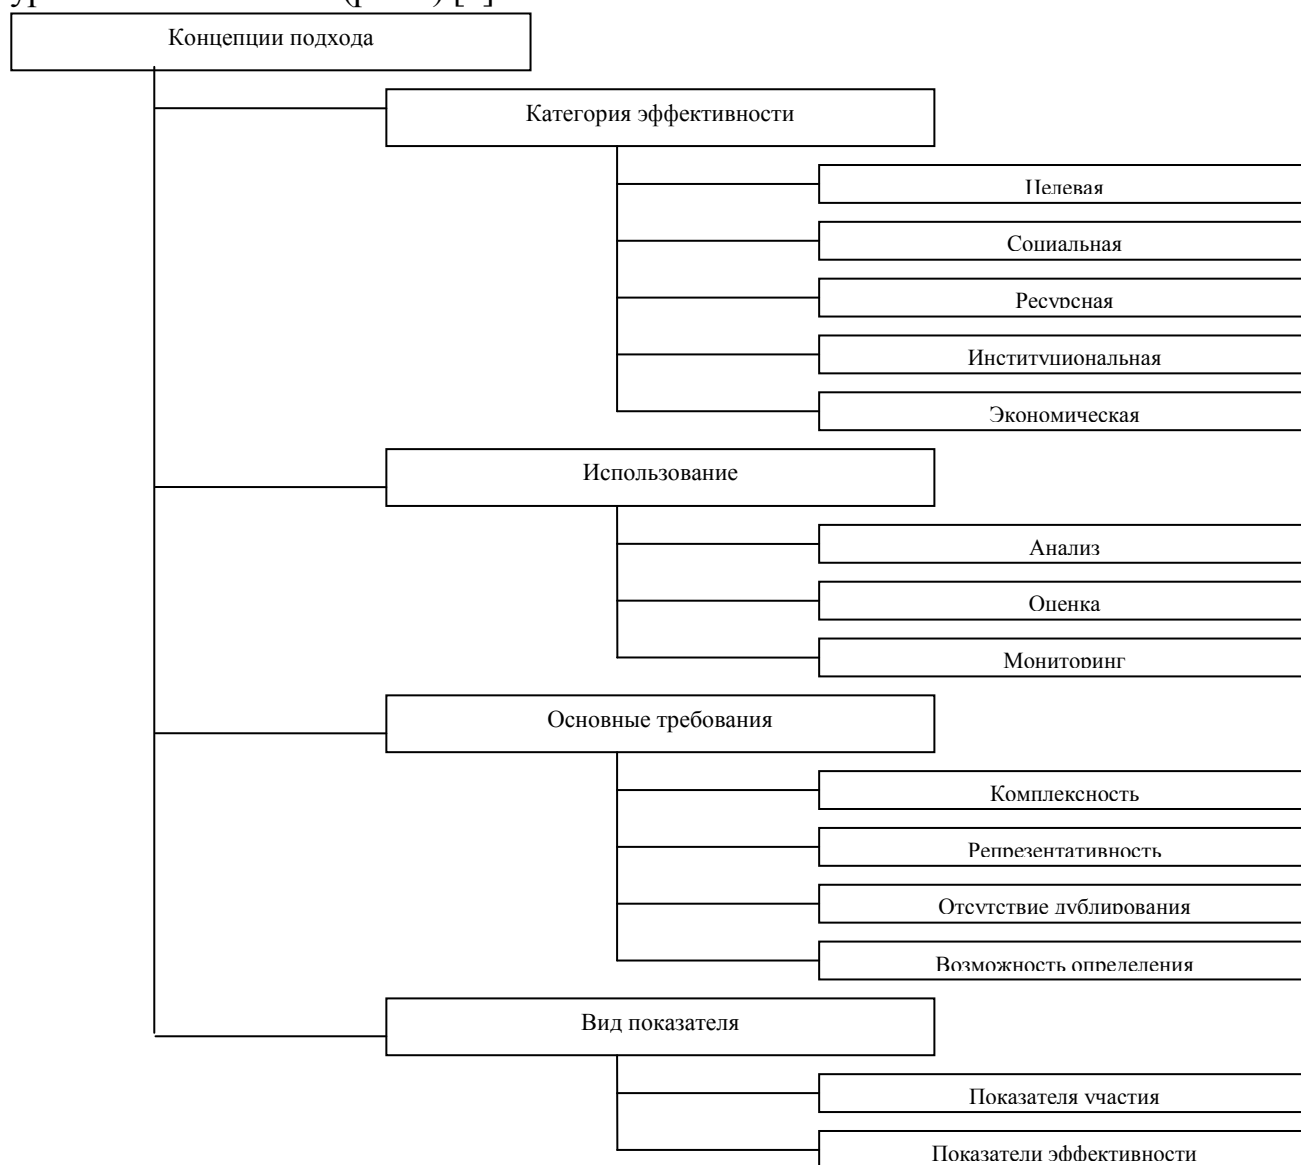 Концепции подхода
Категория эффективности
Целевая
Социальная
Ресурсная
Институциональная
Экономическая
Использование
Анализ
Оценка
Мониторинг
Основные требования
Комплексность
Репрезентативность
Отсутствие дублирования
Возможность определения
Вид показателя
Показателя участия
Показатели эффективности